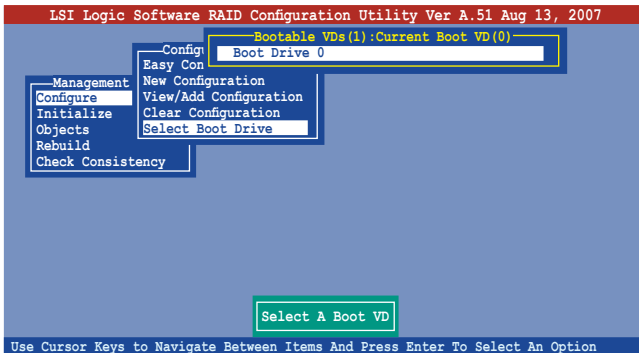 LSI Logic Software RAID Configuration Utility Ver A.51 Aug 13, 2007
Bootable VDs(1):Current Boot VD(0)
Boot Drive 0
Easy Con
New Configuration
View/Add Configuration
Clear Configuration
Select Boot Drive
Management
Configure
Initialize
Objects
Rebuild
Check Consistency
Select A Boot VD
Use Cursor Keys to Navigate Between Items And Press Enter To Select An Option